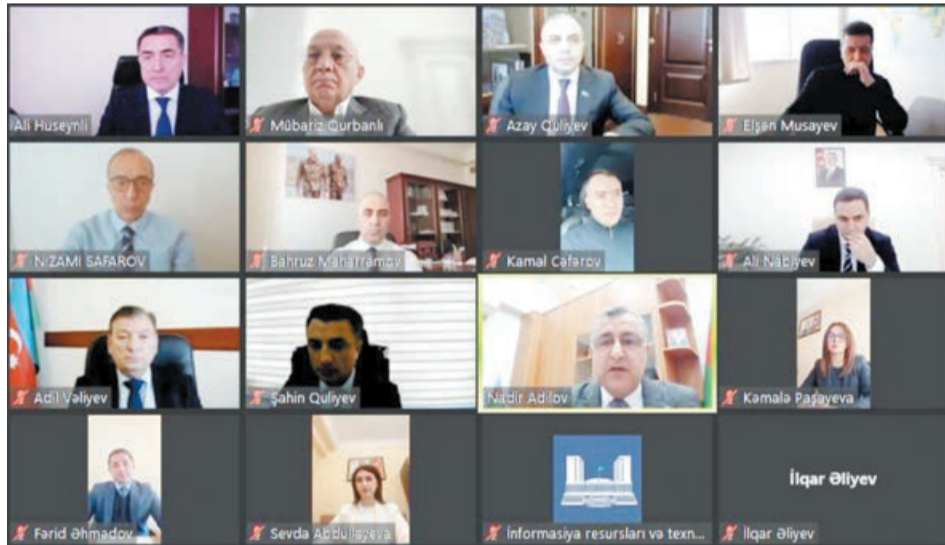 Ali Huseynli
Mübariz Qurbanlı
Azay Quliyev
Elşən Musayev
NIZAMI SAFAROV
Bahruz Maharramov
Kamal Cəfərov
Ali Nabiyev
Adil Vəliyev
Şahin Quliyev
Nadir Adilov
Kəmalə Paşayeva
Fərid Əhmədov
Sevda Abdullayeva
İnformasiya resursları və texn...
İlqar Əliyev
İlqar Əliyev